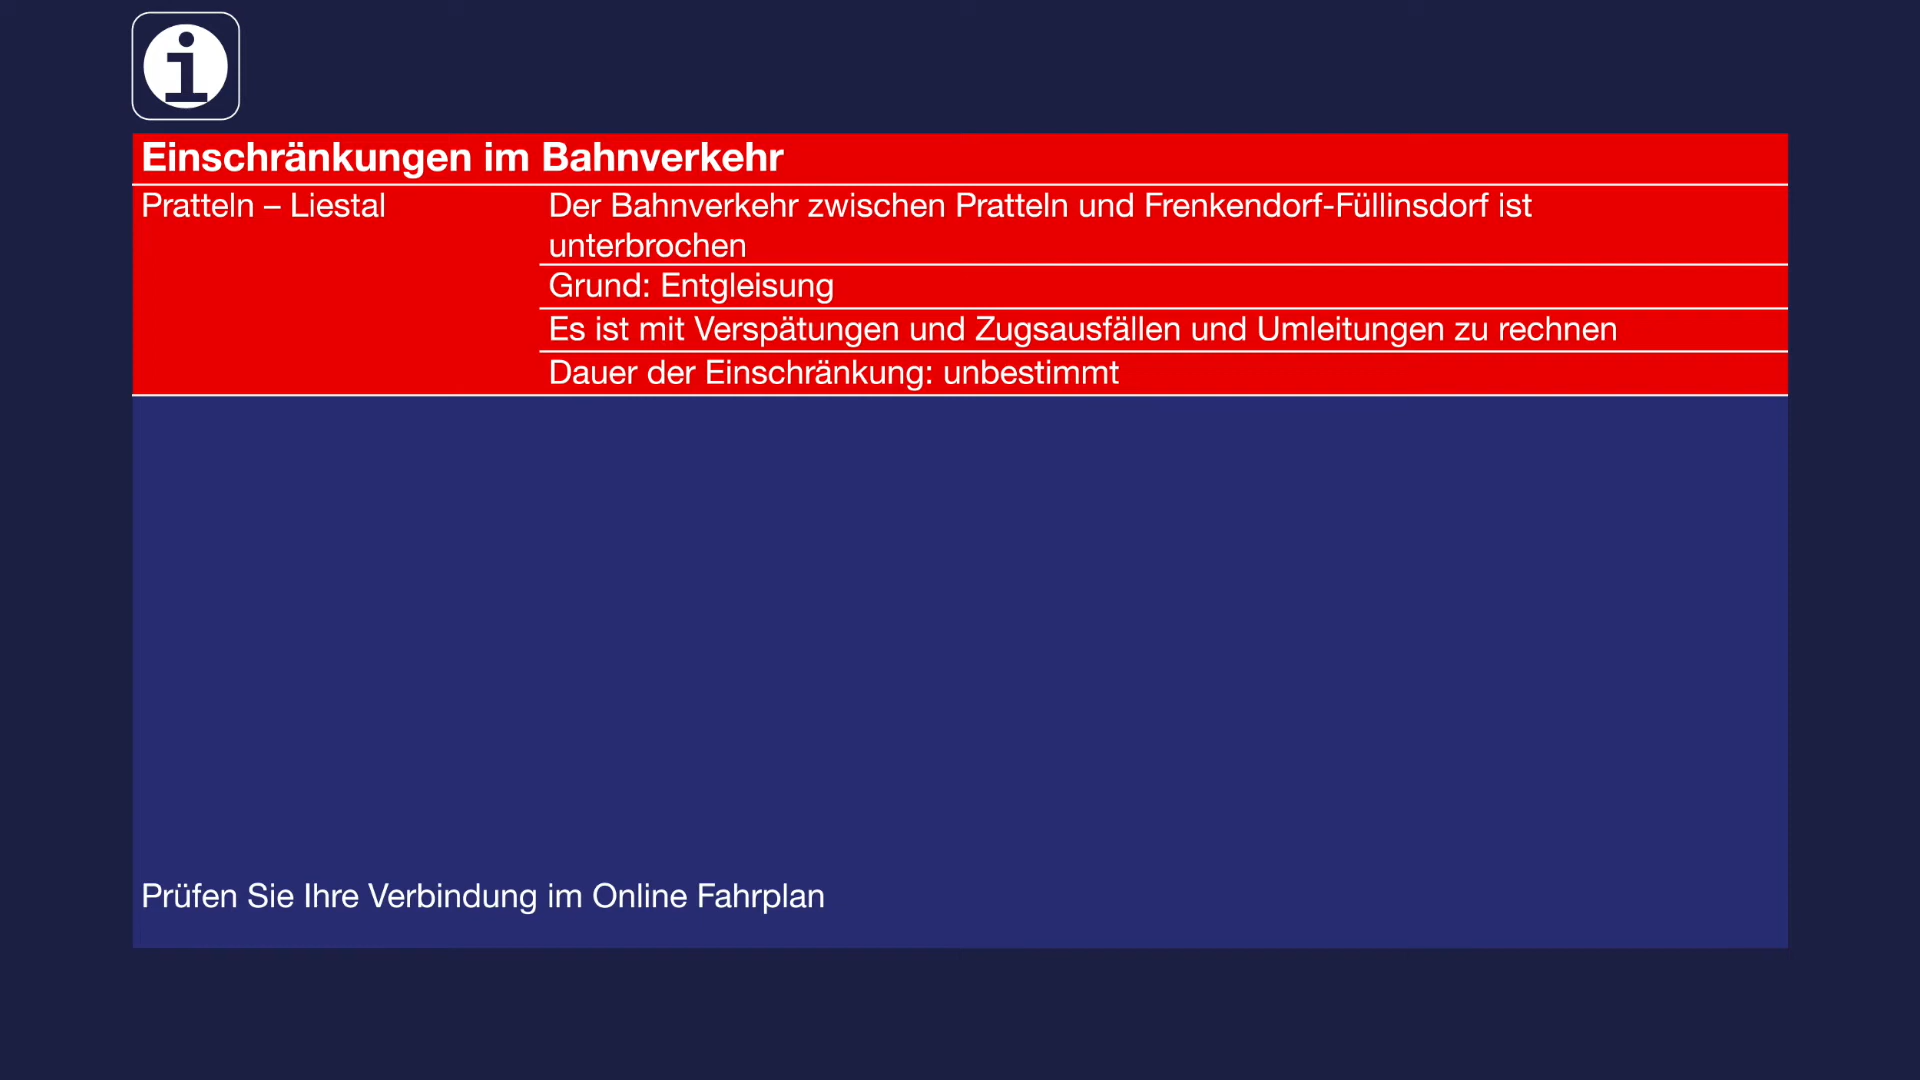 Einschränkungen im Bahnverkehr
Pratteln – Liestal
Der Bahnverkehr zwischen Pratteln und Frenkendorf-Füllinsdorf ist
unterbrochen
Grund: Entgleisung
Es ist mit Verspätungen und Zugsausfällen und Umleitungen zu rechnen
Dauer der Einschränkung: unbestimmt
Prüfen Sie Ihre Verbindung im Online Fahrplan